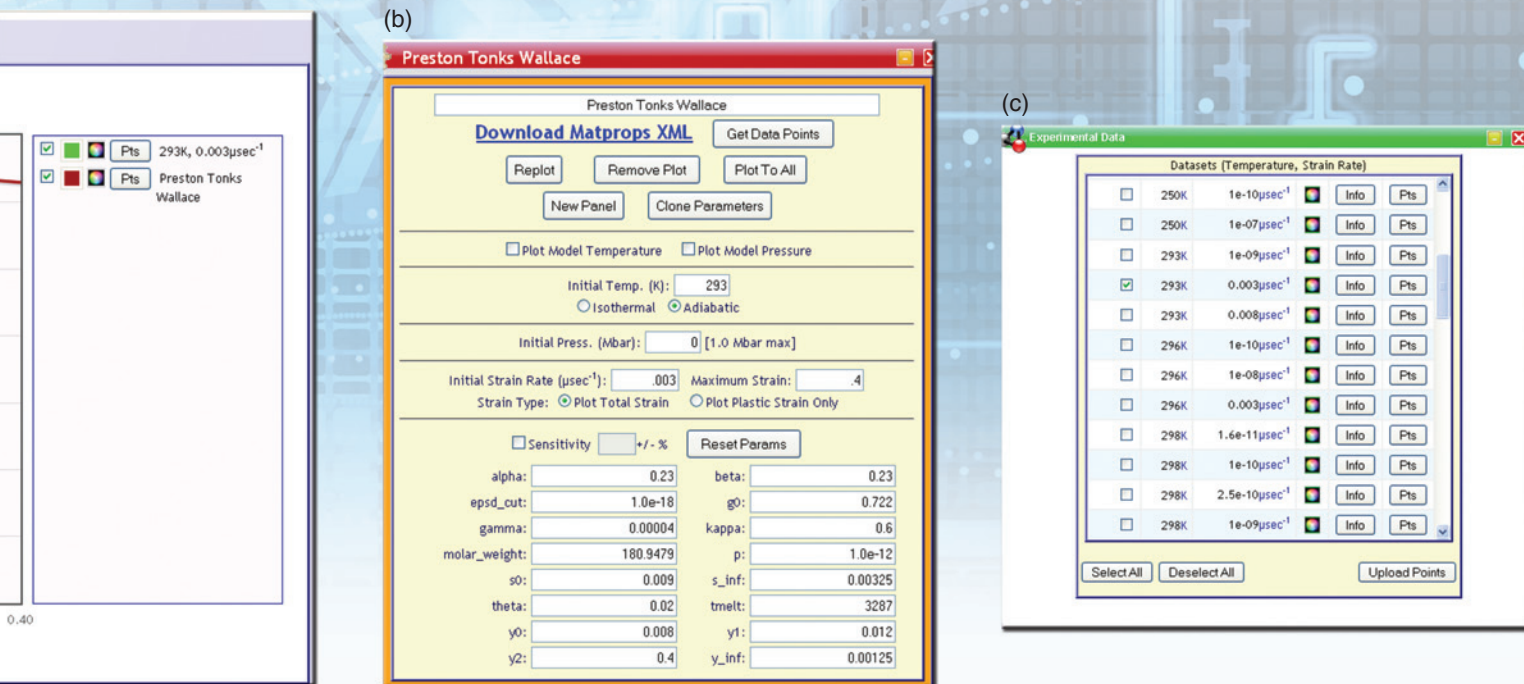 293K, 0.003µsec⁻¹
Pts
Preston Tonks
Wallace
Pts
0.40
(b)
Preston Tonks Wallace
Preston Tonks Wallace
Download Matprops XML Get Data Points
Replot Remove Plot Plot To All
New Panel Clone Parameters
Plot Model Temperature Plot Model Pressure
Initial Temp. (K): 293
Isothermal Adiabatic
Initial Press. (Mbar): 0 [1.0 Mbar max]
Initial Strain Rate (µsec⁻¹): .003 Maximum Strain: .4
Strain Type: Plot Total Strain Plot Plastic Strain Only
Sensitivity +/- % Reset Params
alpha: 0.23 beta: 0.23
epsd_cut: 1.0e-18 g0: 0.722
gamma: 0.00004 kappa: 0.6
molar_weight: 180.9479 p: 1.0e-12
s0: 0.009 s_inf: 0.00325
theta: 0.02 tmelt: 3287
y0: 0.008 y1: 0.012
y2: 0.4 y_inf: 0.00125
(c)
Experimental Data
Datasets (Temperature, Strain Rate)
250K 1e-10µsec⁻¹ Info Pts
250K 1e-07µsec⁻¹ Info Pts
293K 1e-09µsec⁻¹ Info Pts
293K 0.003µsec⁻¹ Info Pts
293K 0.008µsec⁻¹ Info Pts
296K 1e-10µsec⁻¹ Info Pts
296K 1e-08µsec⁻¹ Info Pts
296K 0.003µsec⁻¹ Info Pts
298K 1.6e-11µsec⁻¹ Info Pts
298K 1e-10µsec⁻¹ Info Pts
298K 2.5e-10µsec⁻¹ Info Pts
298K 1e-09µsec⁻¹ Info Pts
Select All Deselect All Upload Points